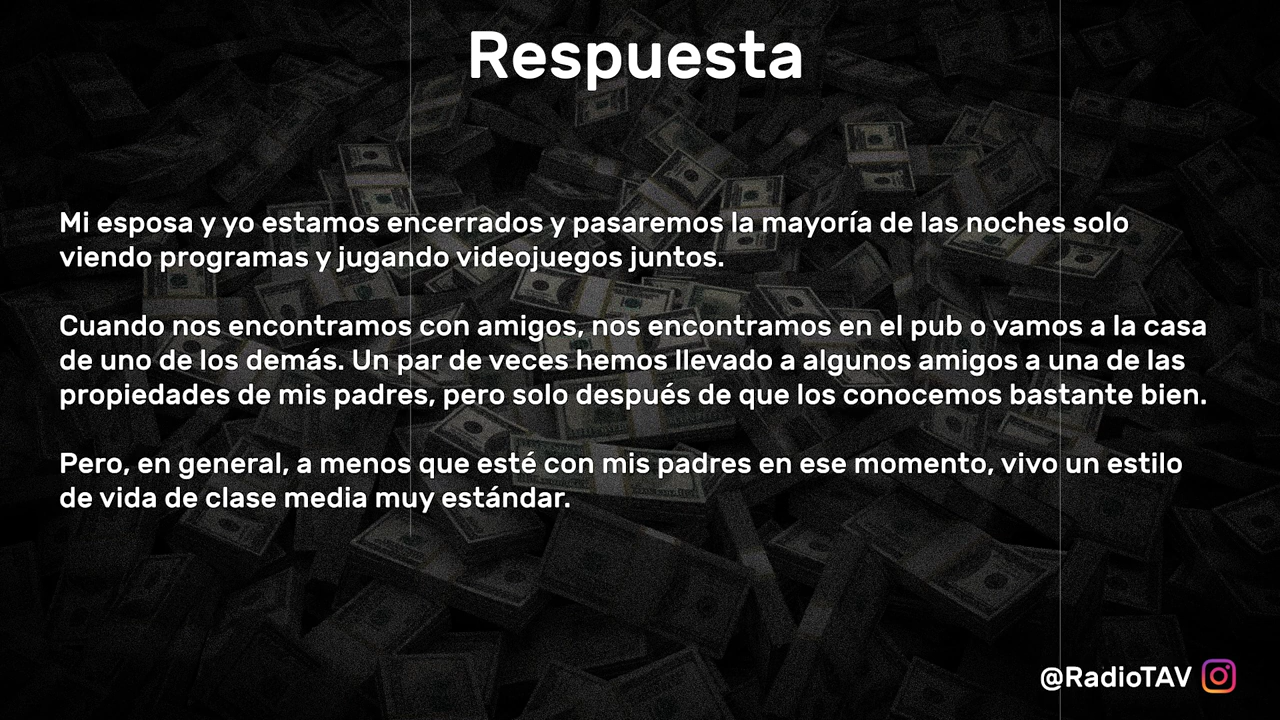 Respuesta
Mi esposa y yo estamos encerrados y pasaremos la mayoría de las noches solo
viendo programas y jugando videojuegos juntos.
Cuando nos encontramos con amigos, nos encontramos en el pub o vamos a la casa
de uno de los demás. Un par de veces hemos llevado a algunos amigos a una de las
propiedades de mis padres, pero solo después de que los conocemos bastante bien.
Pero, en general, a menos que esté con mis padres en ese momento, vivo un estilo
de vida de clase media muy estándar.
@RadioTAV